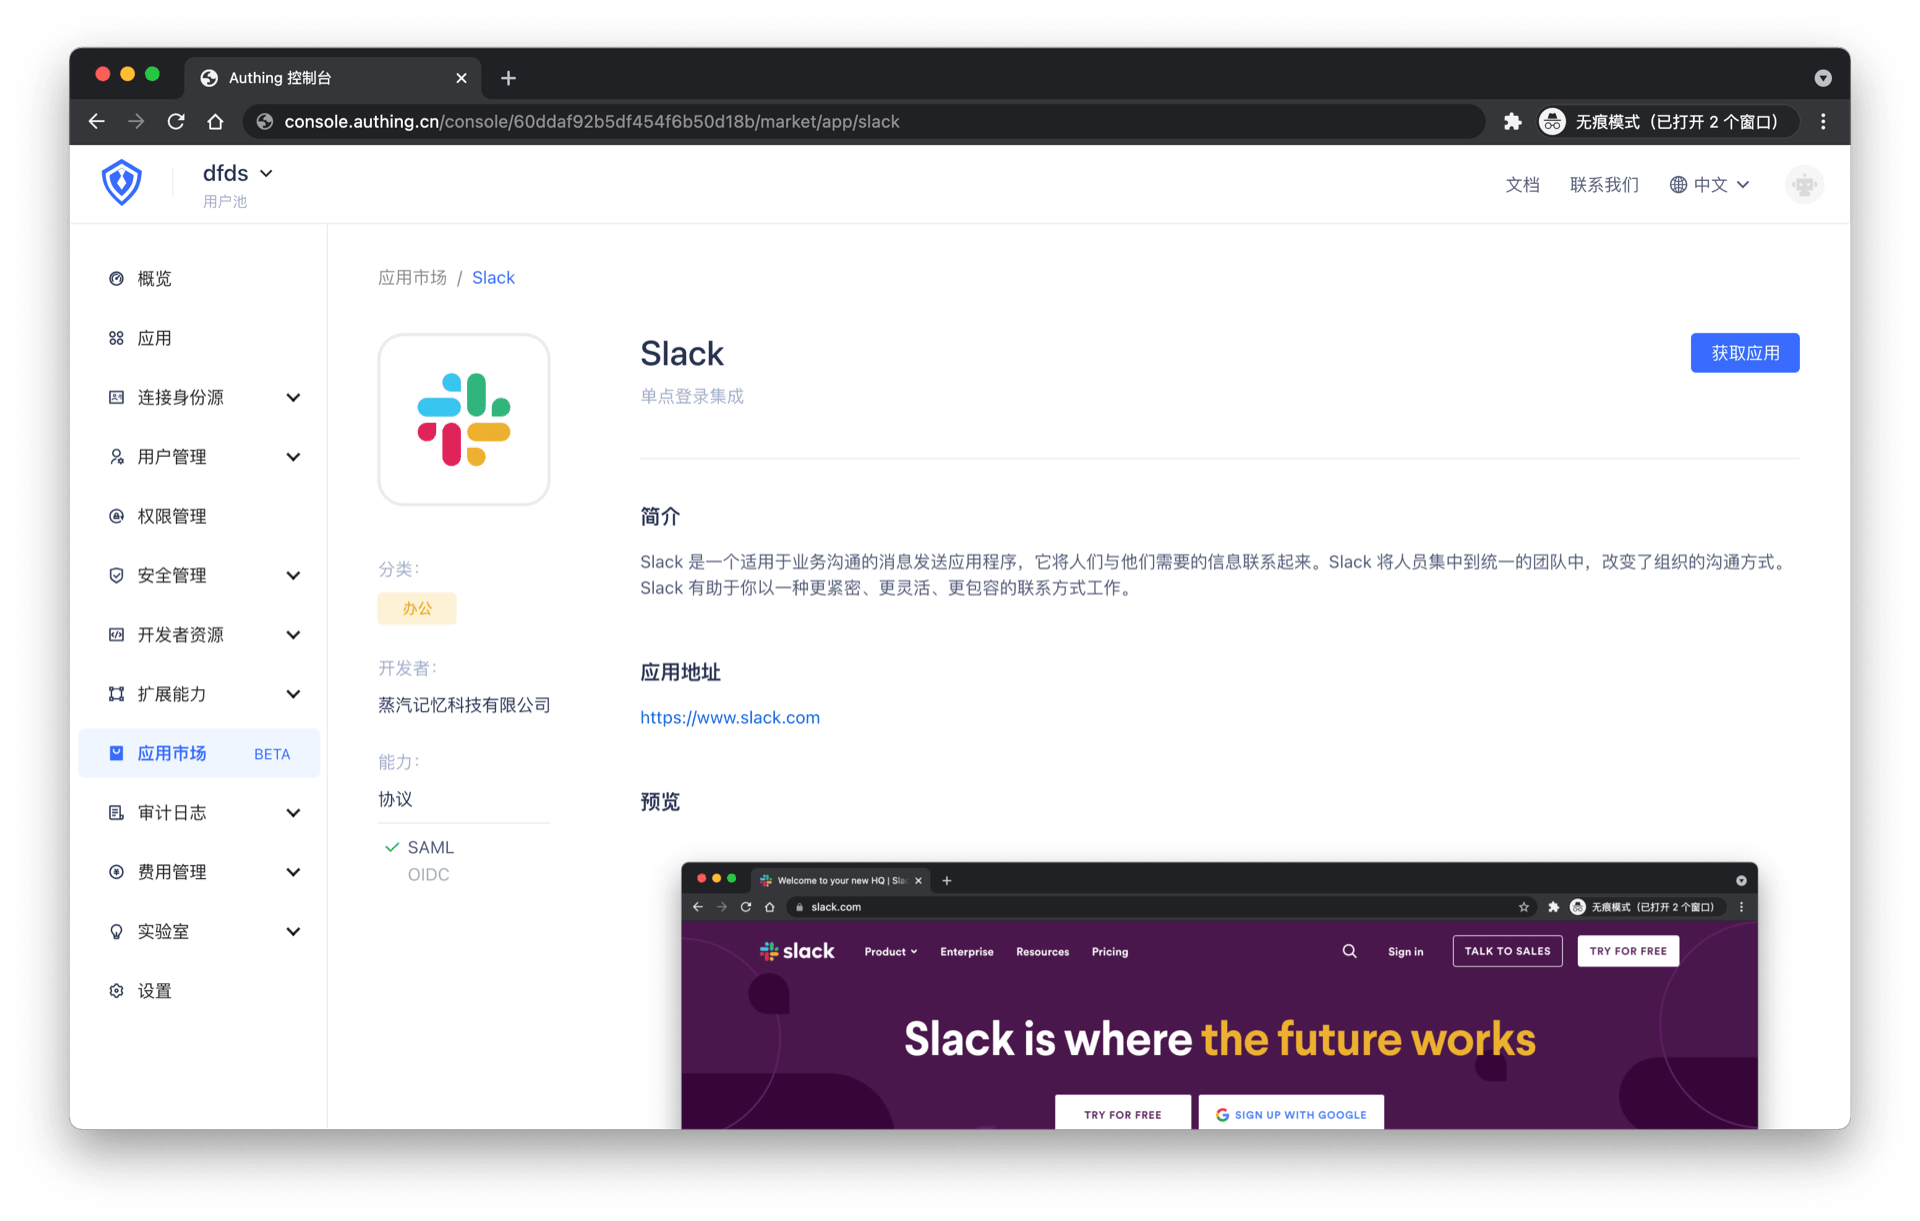 Authing 控制台
console.authing.cn/console/60ddaf92b5df454f6b50d18b/market/app/slack
无痕模式（已打开 2 个窗口）
dfds
用户池
文档
联系我们
中文
概览
应用
连接身份源
用户管理
权限管理
安全管理
开发者资源
扩展能力
应用市场 BETA
审计日志
费用管理
实验室
设置
应用市场 / Slack
Slack
单点登录集成
获取应用
分类：
办公
开发者：
蒸汽记忆科技有限公司
能力：
协议
SAML
OIDC
简介
Slack 是一个适用于业务沟通的消息发送应用程序，它将人们与他们需要的信息联系起来。Slack 将人员集中到统一的团队中，改变了组织的沟通方式。
Slack 有助于你以一种更紧密、更灵活、更包容的联系方式工作。
应用地址
https://www.slack.com
预览
Welcome to your new HQ | Sla
slack.com
无痕模式（已打开 2 个窗口）
slack
Product
Enterprise
Resources
Pricing
Sign in
TALK TO SALES
TRY FOR FREE
Slack is where the future works
TRY FOR FREE
SIGN UP WITH GOOGLE